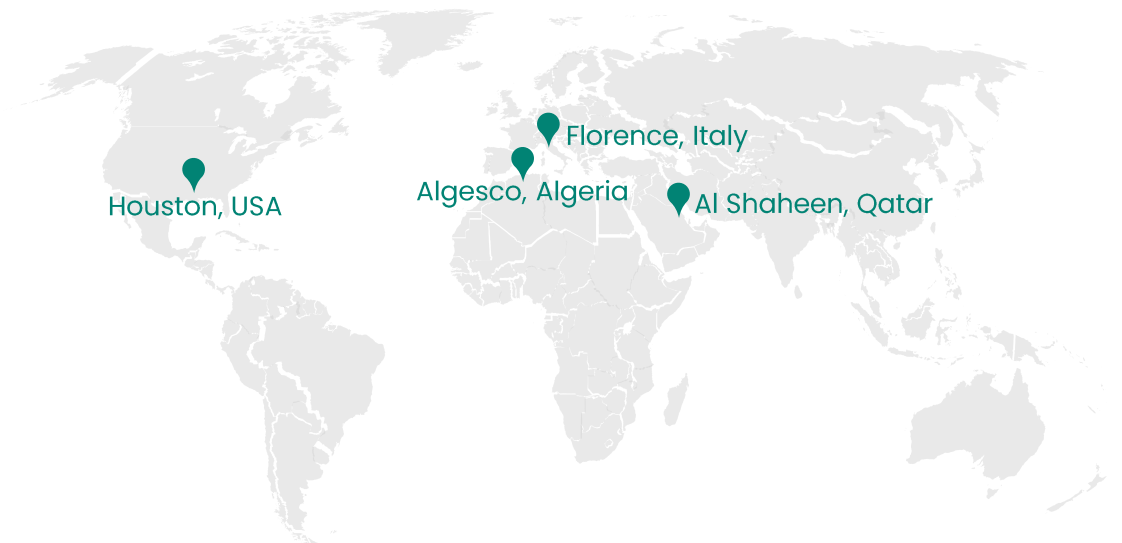 Florence, Italy
Algesco, Algeria
Al Shaheen, Qatar
Houston, USA